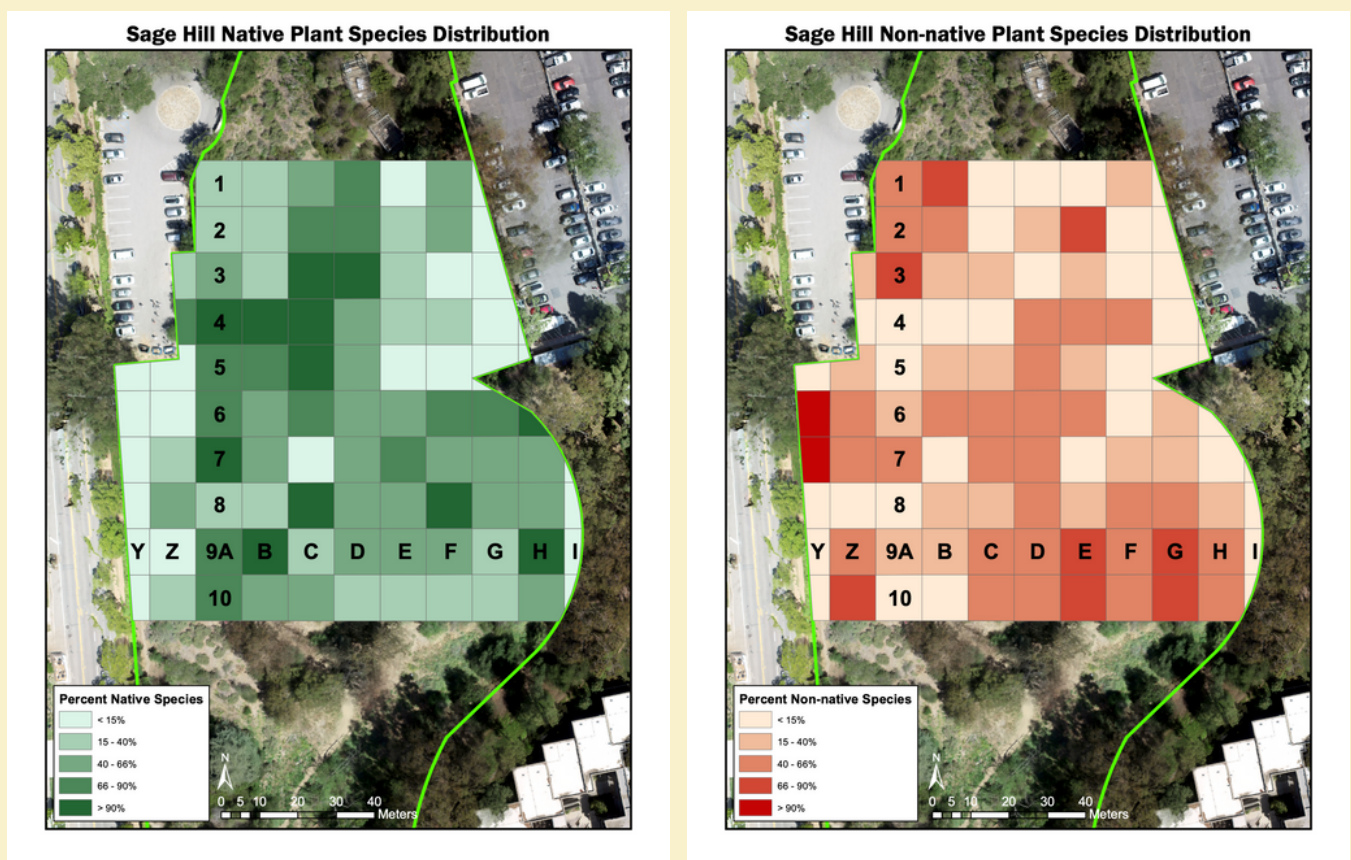 Sage Hill Native Plant Species Distribution
1
2
3
4
5
6
7
8
Y Z 9A B C D E F G H I
10
Percent Native Species
< 15%
15 - 40%
40 - 66%
66 - 90%
> 90%
N
0 5 10 20 30 40
Meters
Sage Hill Non-native Plant Species Distribution
1
2
3
4
5
6
7
8
Y Z 9A B C D E F G H I
10
Percent Non-native Species
< 15%
15 - 40%
40 - 66%
66 - 90%
> 90%
N
0 5 10 20 30 40
Meters